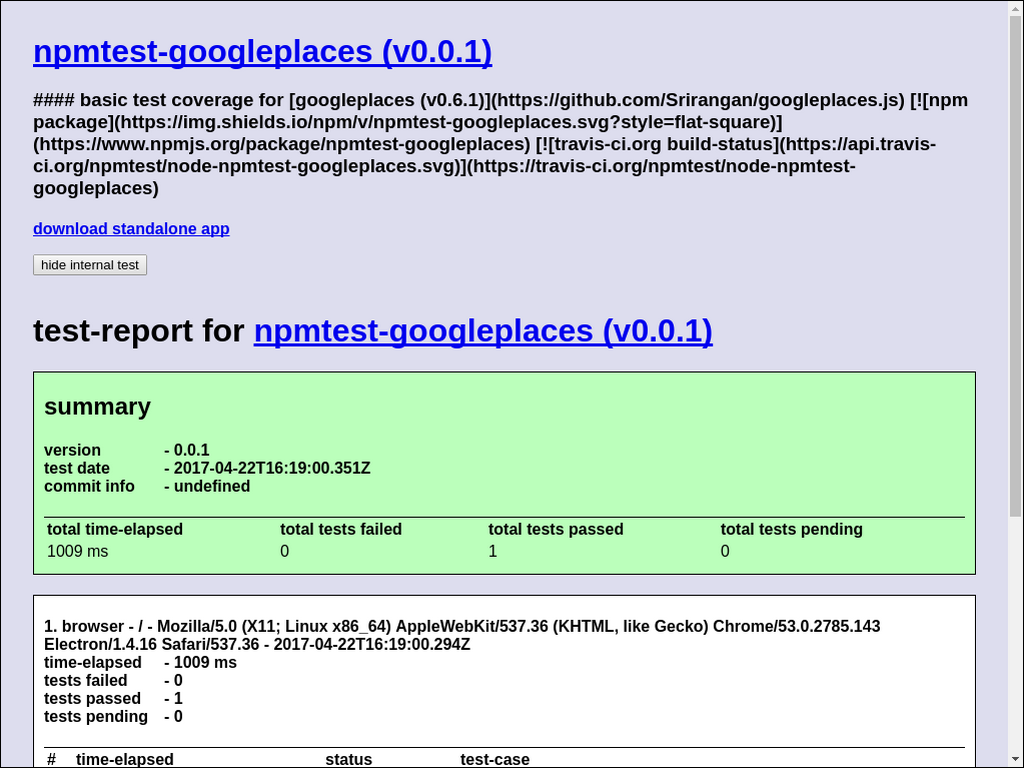 npmtest-googleplaces (v0.0.1)
#### basic test coverage for [googleplaces (v0.6.1)](https://github.com/Srirangan/googleplaces.js) [![npm
package](https://img.shields.io/npm/v/npmtest-googleplaces.svg?style=flat-square)]
(https://www.npmjs.org/package/npmtest-googleplaces) [![travis-ci.org build-status](https://api.travis-
ci.org/npmtest/node-npmtest-googleplaces.svg)](https://travis-ci.org/npmtest/node-npmtest-
googleplaces)
download standalone app
hide internal test
test-report for npmtest-googleplaces (v0.0.1)
summary
version - 0.0.1
test date - 2017-04-22T16:19:00.351Z
commit info - undefined
total time-elapsed total tests failed total tests passed total tests pending
1009 ms 0 1 0
1. browser - / - Mozilla/5.0 (X11; Linux x86_64) AppleWebKit/537.36 (KHTML, like Gecko) Chrome/53.0.2785.143
Electron/1.4.16 Safari/537.36 - 2017-04-22T16:19:00.294Z
time-elapsed - 1009 ms
tests failed - 0
tests passed - 1
tests pending - 0
# time-elapsed status test-case